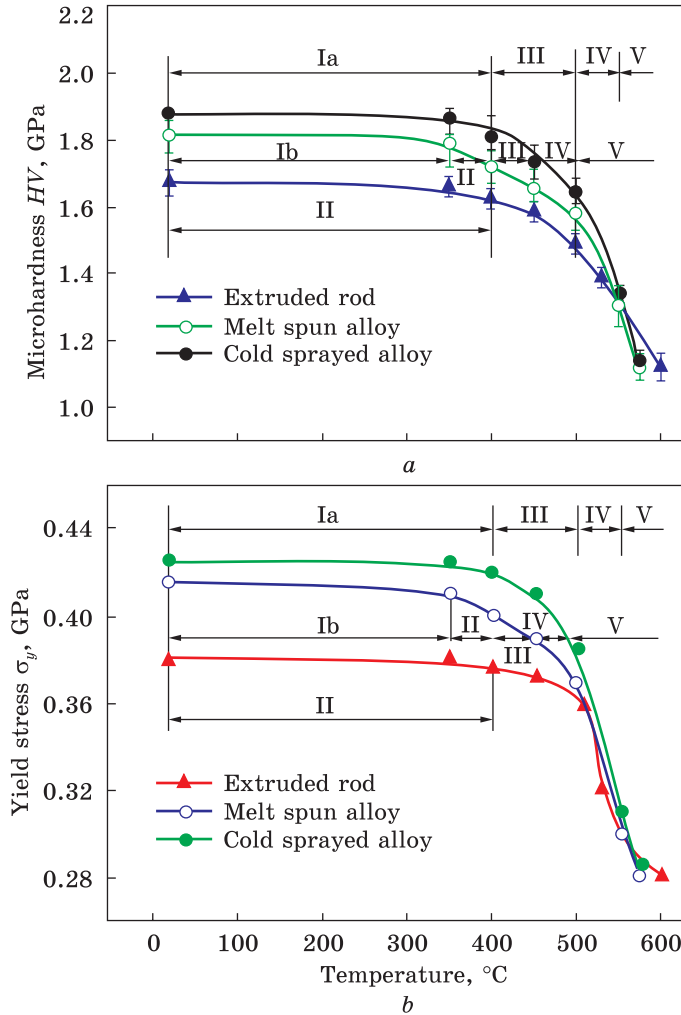 Microhardness HV, GPa
2.2
2.0
1.8
1.6
1.4
1.2
1.0
Ia III IV V
Ib II III IV V
II
Extruded rod
Melt spun alloy
Cold sprayed alloy
a
Yield stress σy, GPa
0.44
0.40
0.36
0.32
0.28
Ia III IV V
Ib II III IV V
II
Extruded rod
Melt spun alloy
Cold sprayed alloy
0 100 200 300 400 500 600
Temperature, °C
b